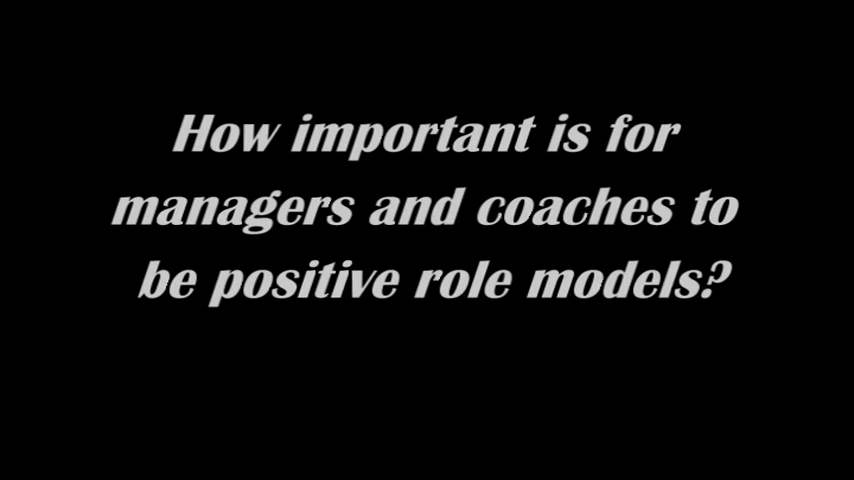 How important is for
managers and coaches to
be positive role models?